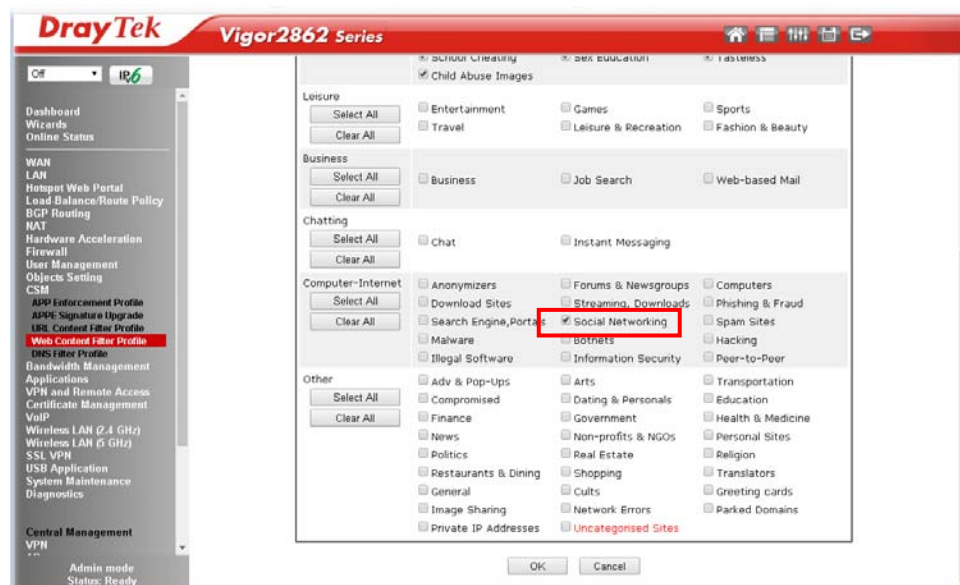 DrayTek
Vigor2862 Series
Off
IPv6
Dashboard
Wizards
Online Status
WAN
LAN
Hotspot Web Portal
Load-Balance/Route Policy
BGP Routing
NAT
Hardware Acceleration
Firewall
User Management
Objects Setting
CSM
APP Enforcement Profile
APPE Signature Upgrade
URL Content Filter Profile
Web Content Filter Profile
DNS Filter Profile
Bandwidth Management
Applications
VPN and Remote Access
Certificate Management
VoIP
Wireless LAN (2.4 GHz)
Wireless LAN (5 GHz)
SSL VPN
USB Application
System Maintenance
Diagnostics
Central Management
VPN
Admin mode
Status: Ready
School Cheating Sex Education Tasteless
Child Abuse Images
Leisure
Select All
Clear All
Entertainment Games Sports
Travel Leisure & Recreation Fashion & Beauty
Business
Select All
Clear All
Business Job Search Web-based Mail
Chatting
Select All
Clear All
Chat Instant Messaging
Computer-Internet
Select All
Clear All
Anonymizers Forums & Newsgroups Computers
Download Sites Streaming, Downloads Phishing & Fraud
Search Engine,Portals Social Networking Spam Sites
Malware Botnets Hacking
Illegal Software Information Security Peer-to-Peer
Other
Select All
Clear All
Adv & Pop-Ups Arts Transportation
Compromised Dating & Personals Education
Finance Government Health & Medicine
News Non-profits & NGOs Personal Sites
Politics Real Estate Religion
Restaurants & Dining Shopping Translators
General Cults Greeting cards
Image Sharing Network Errors Parked Domains
Private IP Addresses Uncategorised Sites
OK Cancel